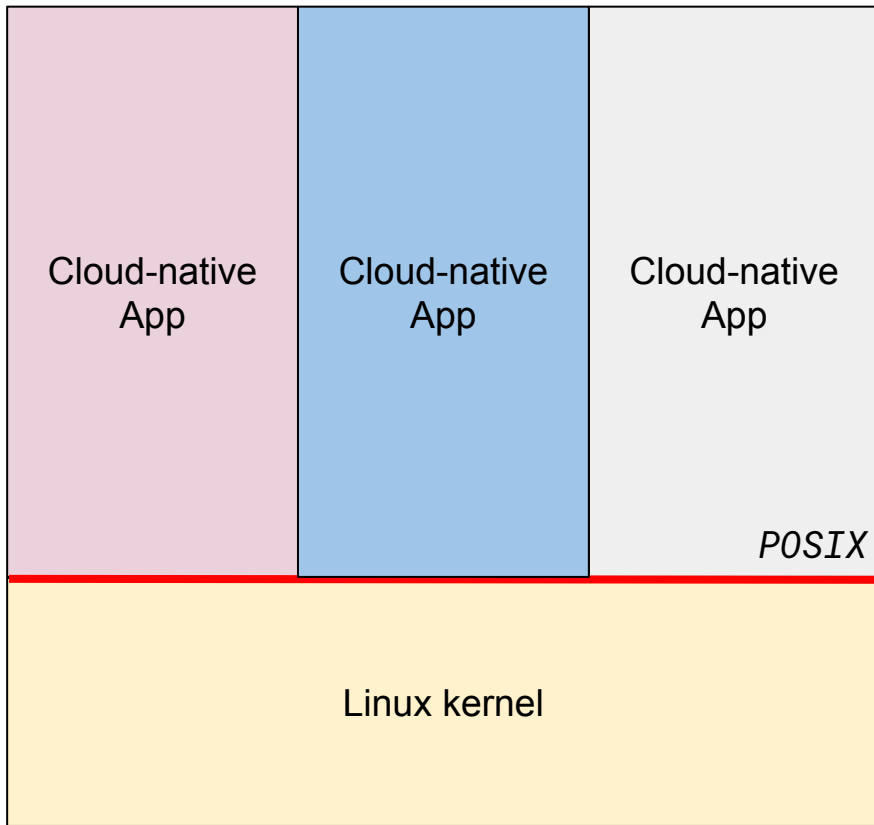 Cloud-native
App
Cloud-native
App
Cloud-native
App
POSIX
Linux kernel